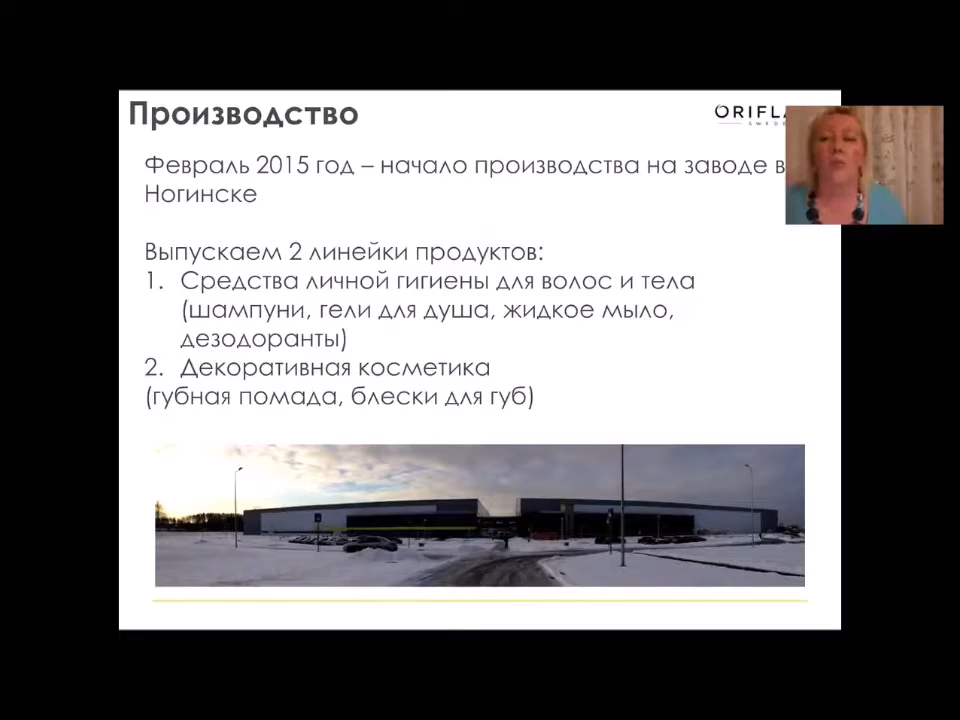 Производство
ORIFLA
SWEDE
Февраль 2015 год – начало производства на заводе в
Ногинске
Выпускаем 2 линейки продуктов:
1. Средства личной гигиены для волос и тела
(шампуни, гели для душа, жидкое мыло,
дезодоранты)
2. Декоративная косметика
(губная помада, блески для губ)